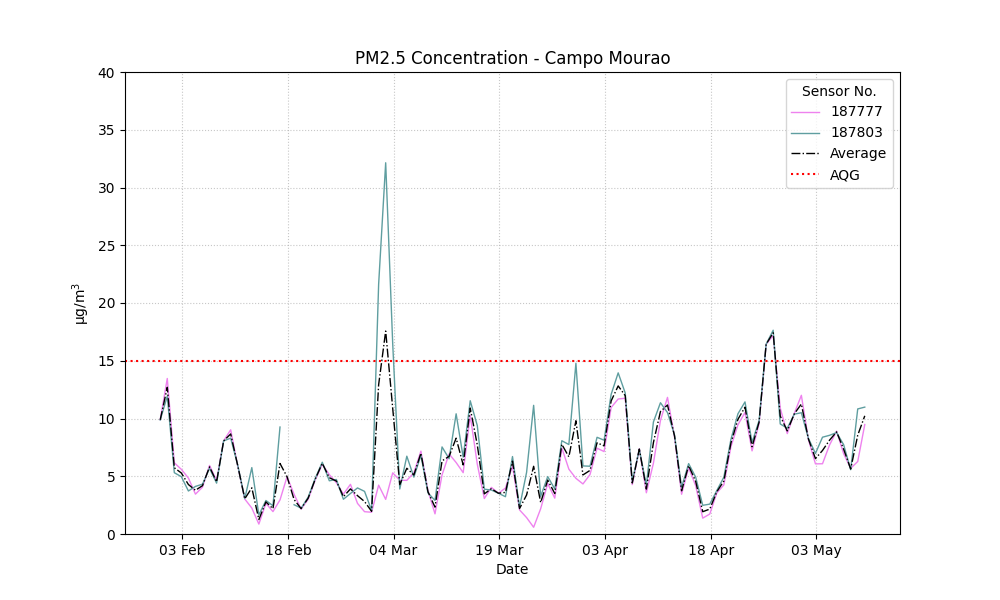 PM2.5 Concentration - Campo Mourao
40
35
30
25
20
15
10
5
0
µg/m³
03 Feb
18 Feb
04 Mar
19 Mar
03 Apr
18 Apr
03 May
Date
Sensor No.
187777
187803
Average
AQG